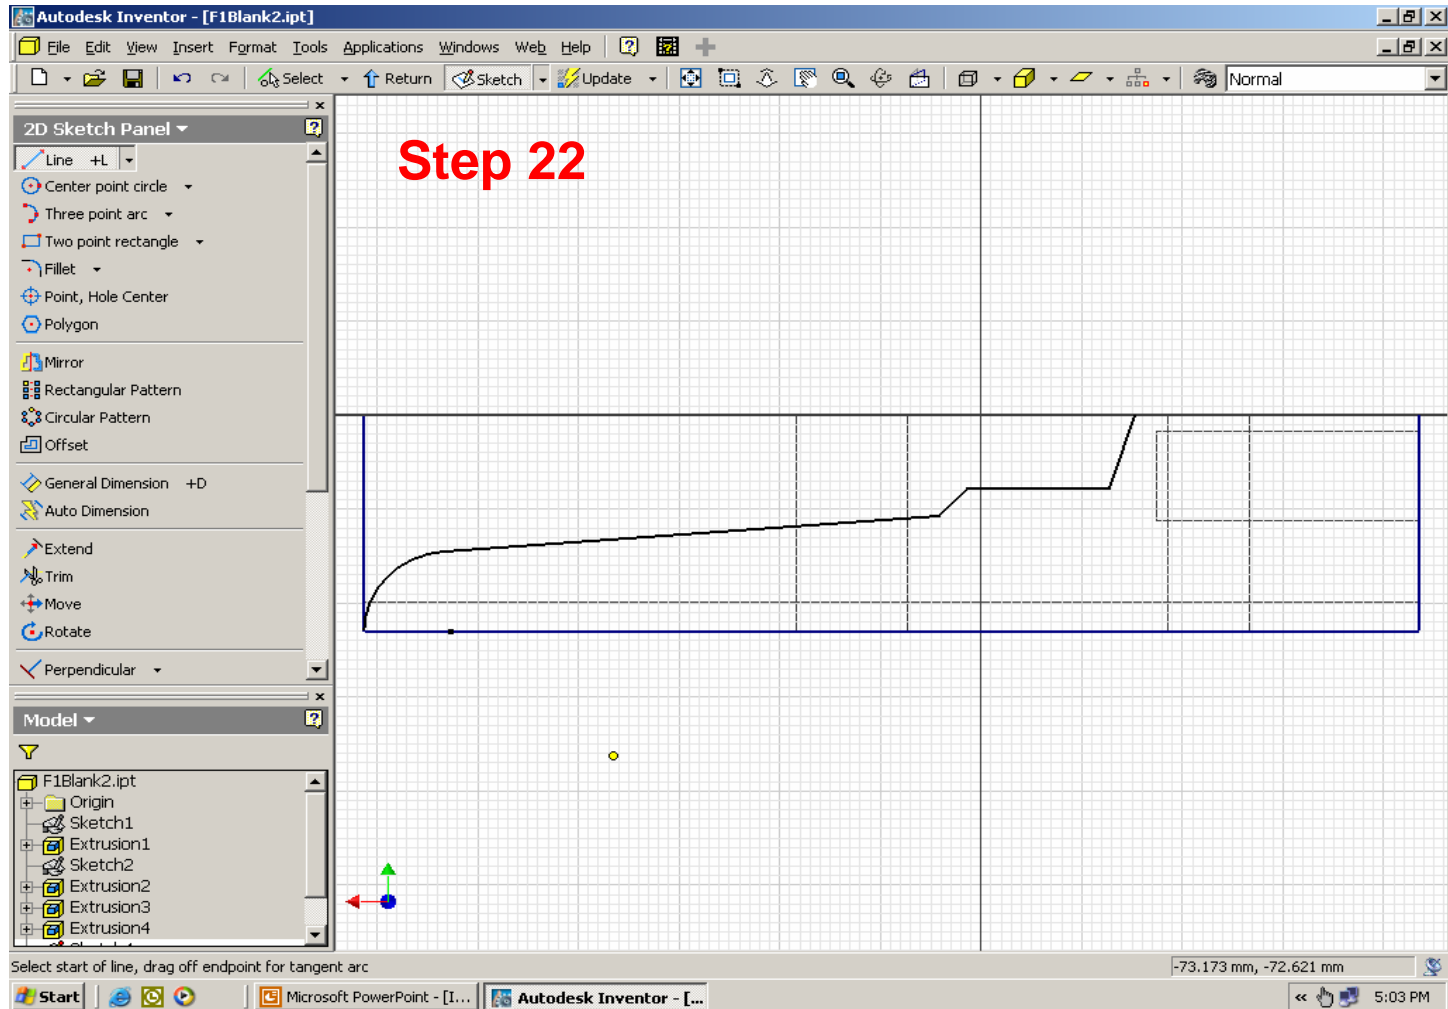 Autodesk Inventor - [F1Blank2.ipt]
File Edit View Insert Format Tools Applications Windows Web Help
Select Return Sketch Update Normal
2D Sketch Panel
Line +L
Center point circle
Three point arc
Two point rectangle
Fillet
Point, Hole Center
Polygon
Mirror
Rectangular Pattern
Circular Pattern
Offset
General Dimension +D
Auto Dimension
Extend
Trim
Move
Rotate
Perpendicular
Step 22
Model
F1Blank2.ipt
Origin
Sketch1
Extrusion1
Sketch2
Extrusion2
Extrusion3
Extrusion4
Select start of line, drag off endpoint for tangent arc
-73.173 mm, -72.621 mm
Start Microsoft PowerPoint - [I... Autodesk Inventor - [... 5:03 PM